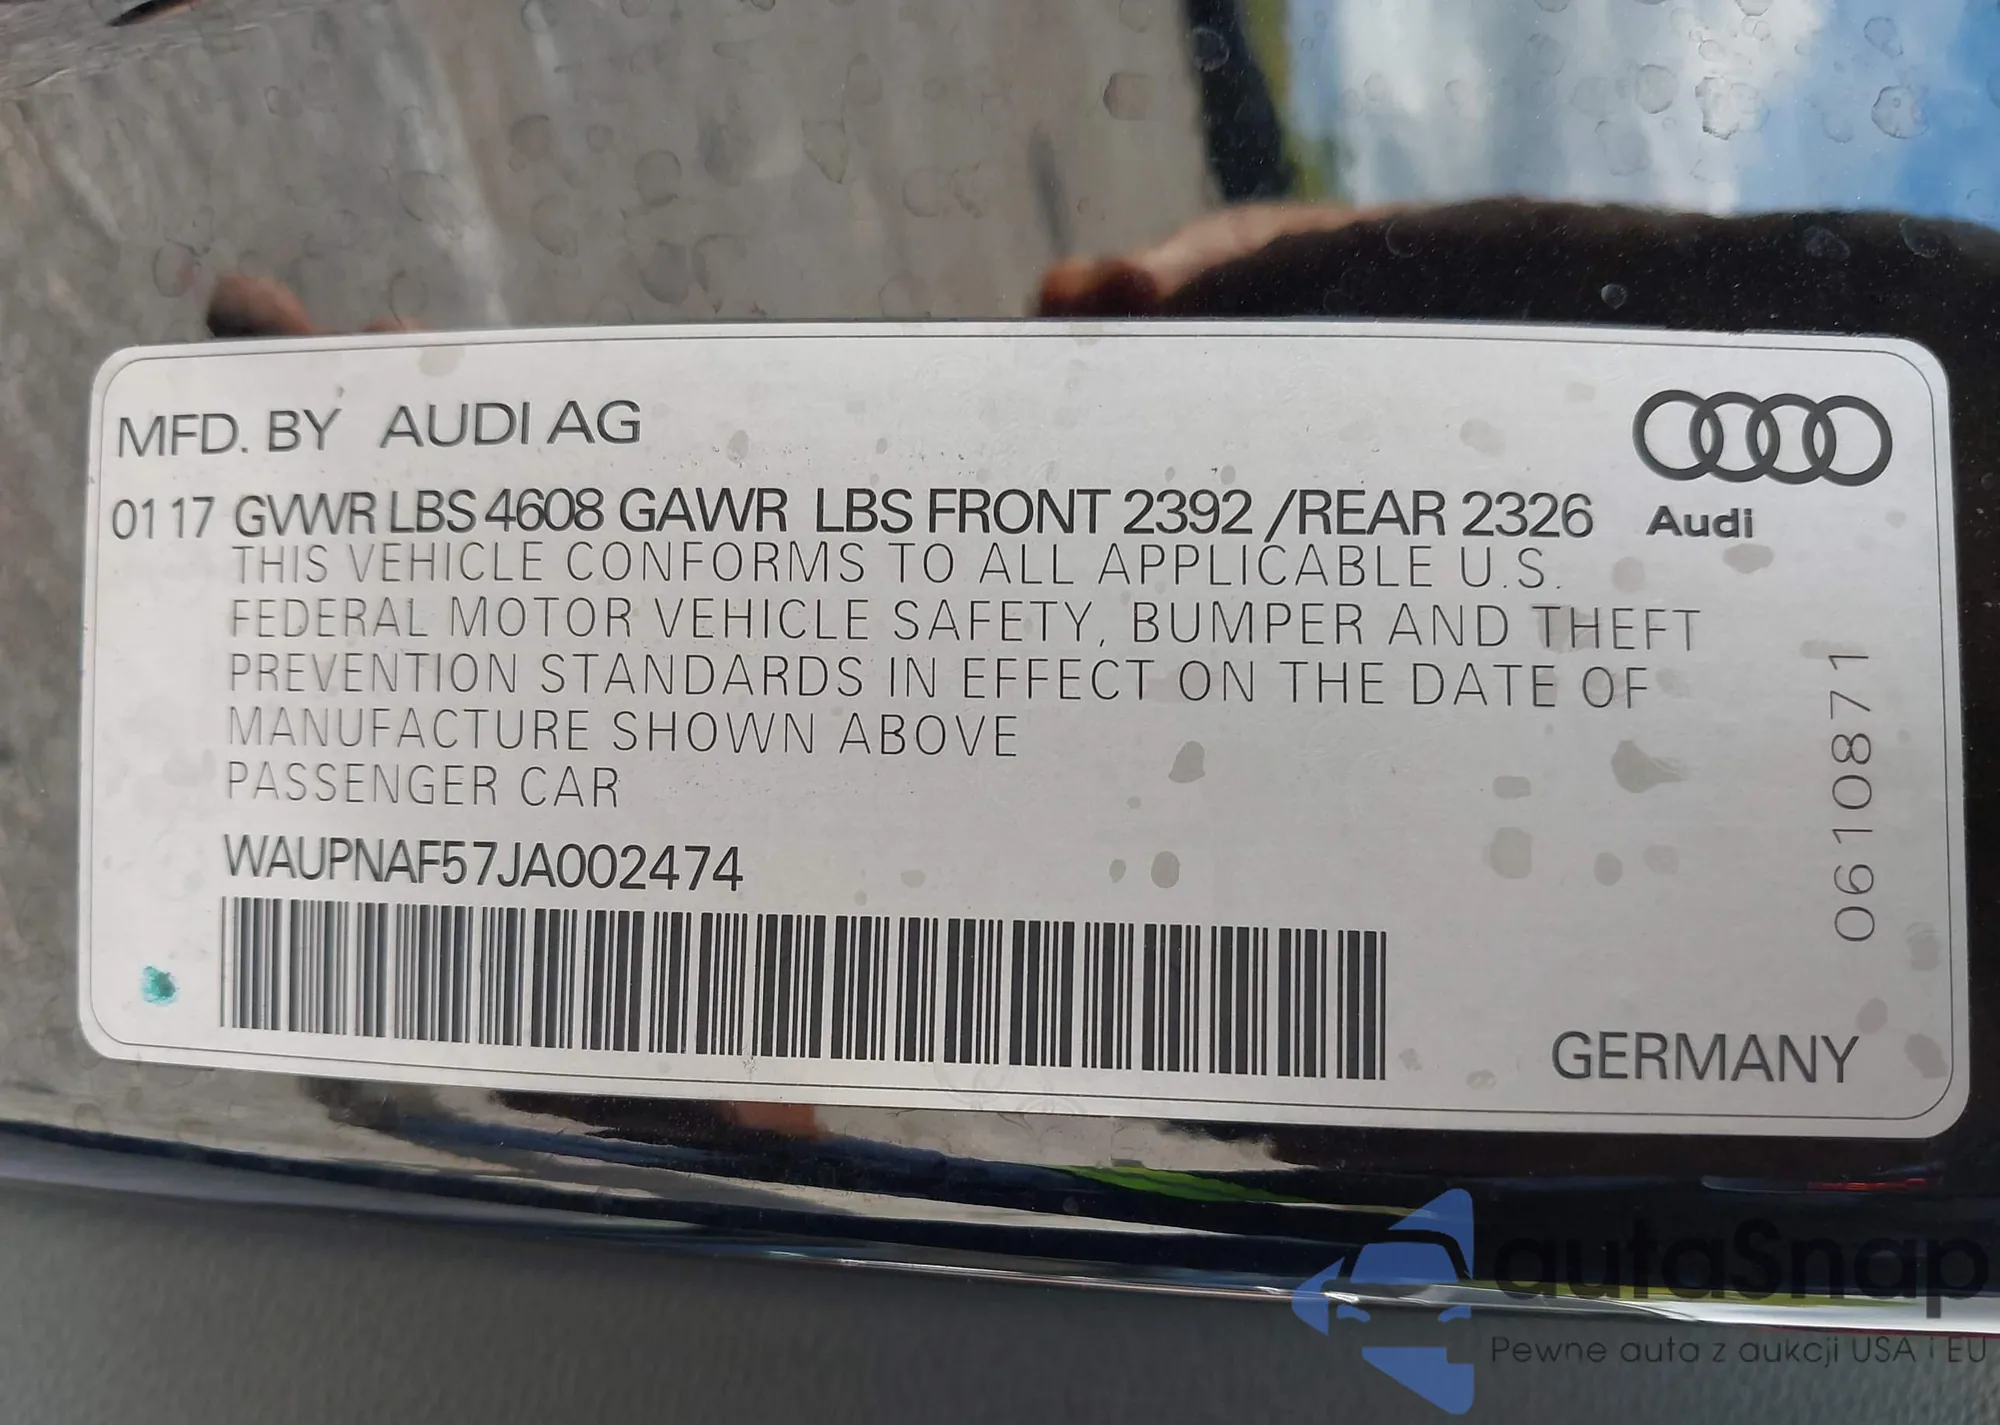 MFD. BY AUDI AG
01 17 GVWR LBS 4608 GAWR LBS FRONT 2392 /REAR 2326
Audi
THIS VEHICLE CONFORMS TO ALL APPLICABLE U.S.
FEDERAL MOTOR VEHICLE SAFETY, BUMPER AND THEFT
PREVENTION STANDARDS IN EFFECT ON THE DATE OF
MANUFACTURE SHOWN ABOVE
PASSENGER CAR
WAUPNAF57JA002474
0610871
GERMANY
autaSnap
Pewne auta z aukcji USA i EU